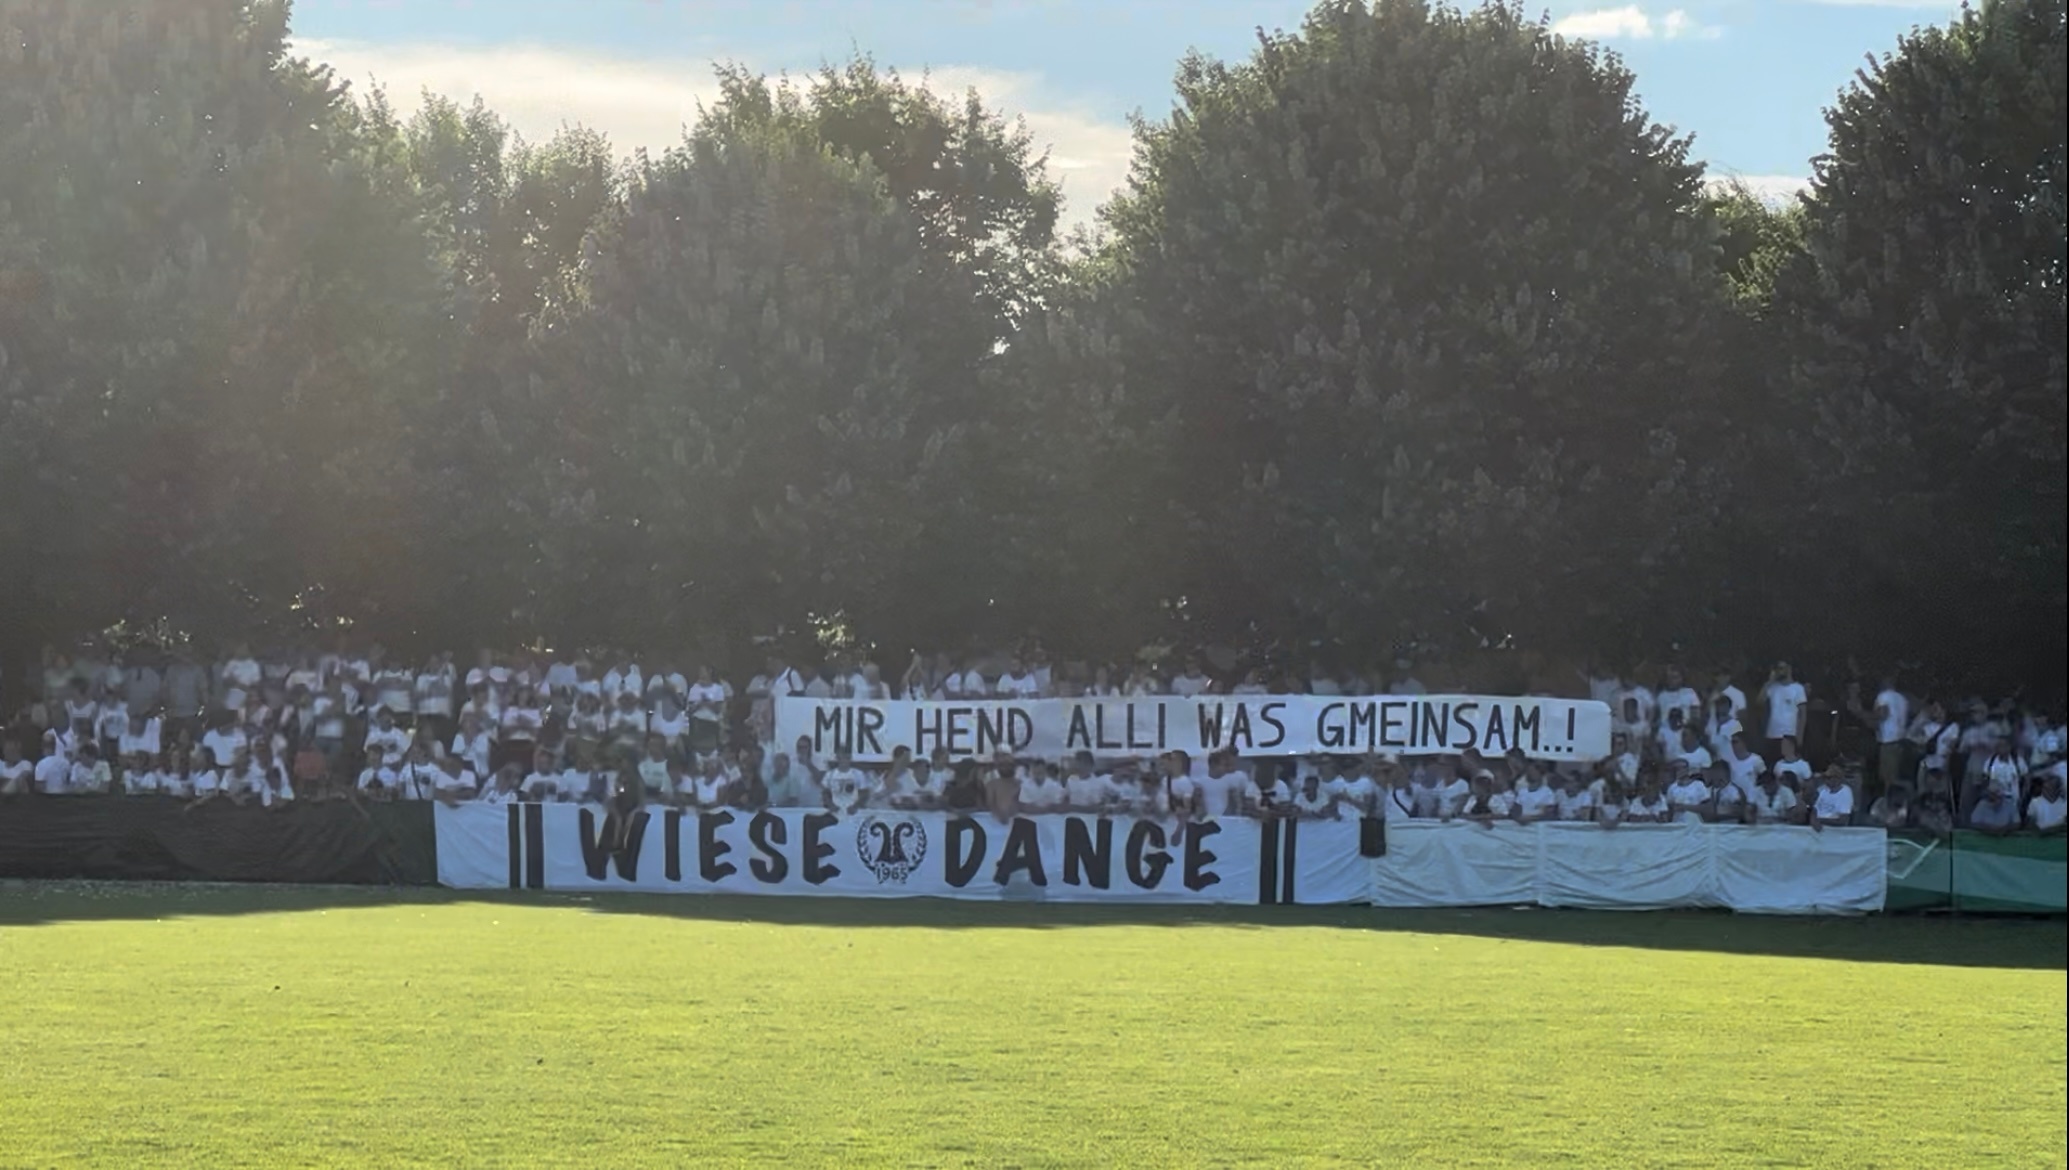 MIR HEND ALLI WAS GMEINSAM..!
WIESE DANGE
1965